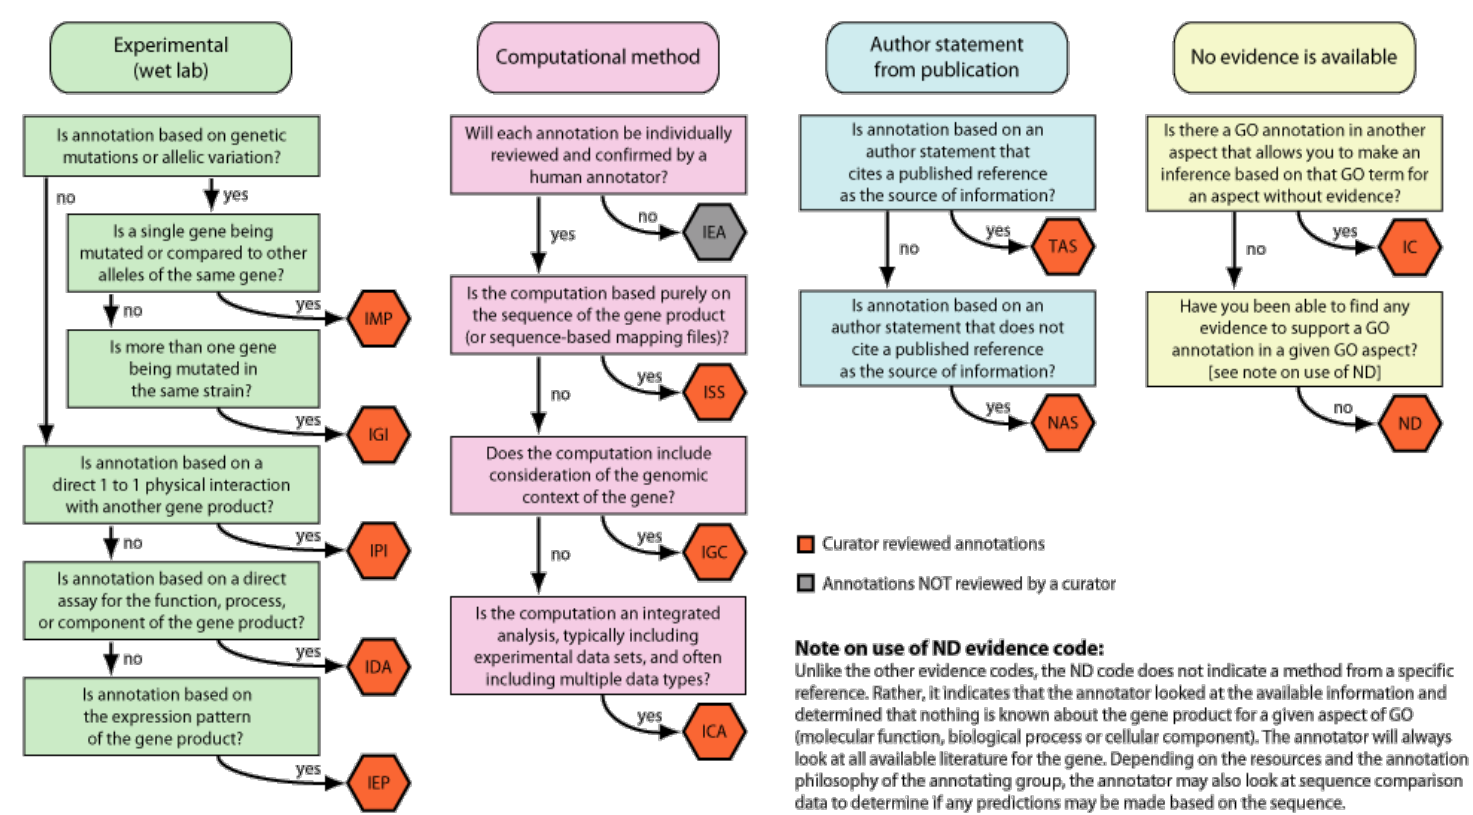 Experimental
(wet lab)
Is annotation based on genetic
mutations or allelic variation?
no
yes
Is a single gene being
mutated or compared to other
alleles of the same gene?
no
yes
IMP
Is more than one gene
being mutated in
the same strain?
yes
IGI
Is annotation based on a
direct 1 to 1 physical interaction
with another gene product?
no
yes
IPI
Is annotation based on a direct
assay for the function, process,
or component of the gene product?
no
yes
IDA
Is annotation based on
the expression pattern
of the gene product?
yes
IEP
Computational method
Will each annotation be individually
reviewed and confirmed by a
human annotator?
no
IEA
yes
Is the computation based purely on
the sequence of the gene product
(or sequence-based mapping files)?
yes
ISS
no
Does the computation include
consideration of the genomic
context of the gene?
yes
IGC
no
Is the computation an integrated
analysis, typically including
experimental data sets, and often
including multiple data types?
yes
ICA
Author statement
from publication
Is annotation based on an
author statement that
cites a published reference
as the source of information?
yes
TAS
no
Is annotation based on an
author statement that does not
cite a published reference
as the source of information?
yes
NAS
No evidence is available
Is there a GO annotation in another
aspect that allows you to make an
inference based on that GO term for
an aspect without evidence?
yes
IC
no
Have you been able to find any
evidence to support a GO
annotation in a given GO aspect?
[see note on use of ND]
no
ND
Curator reviewed annotations
Annotations NOT reviewed by a curator
Note on use of ND evidence code:
Unlike the other evidence codes, the ND code does not indicate a method from a specific
reference. Rather, it indicates that the annotator looked at the available information and
determined that nothing is known about the gene product for a given aspect of GO
(molecular function, biological process or cellular component). The annotator will always
look at all available literature for the gene. Depending on the resources and the annotation
philosophy of the annotating group, the annotator may also look at sequence comparison
data to determine if any predictions may be made based on the sequence.